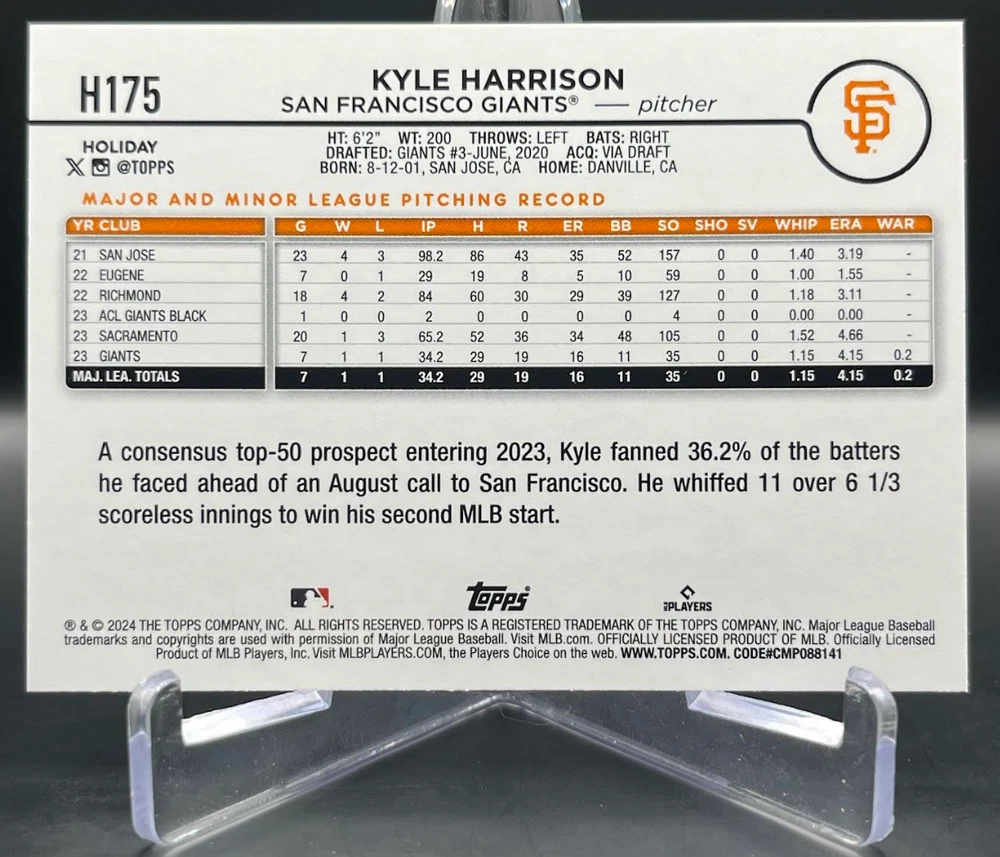 H175
KYLE HARRISON
SAN FRANCISCO GIANTS® — pitcher
SF
HOLIDAY
X @TOPPS
HT: 6'2" WT: 200 THROWS: LEFT BATS: RIGHT
DRAFTED: GIANTS #3-JUNE, 2020 ACQ: VIA DRAFT
BORN: 8-12-01, SAN JOSE, CA HOME: DANVILLE, CA
MAJOR AND MINOR LEAGUE PITCHING RECORD
YR CLUB G W L IP H R ER BB SO SHO SV WHIP ERA WAR
21 SAN JOSE 23 4 3 98.2 86 43 35 52 157 0 0 1.40 3.19 -
22 EUGENE 7 0 1 29 19 8 5 10 59 0 0 1.00 1.55 -
22 RICHMOND 18 4 2 84 60 30 29 39 127 0 0 1.18 3.11 -
23 ACL GIANTS BLACK 1 0 0 2 0 0 0 0 4 0 0 0.00 0.00 -
23 SACRAMENTO 20 1 3 65.2 52 36 34 48 105 0 0 1.52 4.66 -
23 GIANTS 7 1 1 34.2 29 19 16 11 35 0 0 1.15 4.15 0.2
MAJ. LEA. TOTALS 7 1 1 34.2 29 19 16 11 35 0 0 1.15 4.15 0.2
A consensus top-50 prospect entering 2023, Kyle fanned 36.2% of the batters
he faced ahead of an August call to San Francisco. He whiffed 11 over 6 1/3
scoreless innings to win his second MLB start.
Topps® MLB PLAYERS
® & © 2024 THE TOPPS COMPANY, INC. ALL RIGHTS RESERVED. TOPPS IS A REGISTERED TRADEMARK OF THE TOPPS COMPANY, INC. Major League Baseball
trademarks and copyrights are used with permission of Major League Baseball. Visit MLB.com. OFFICIALLY LICENSED PRODUCT OF MLB. Officially Licensed
Product of MLB Players, Inc. Visit MLBPLAYERS.COM, the Players Choice on the web. WWW.TOPPS.COM. CODE#CMP088141